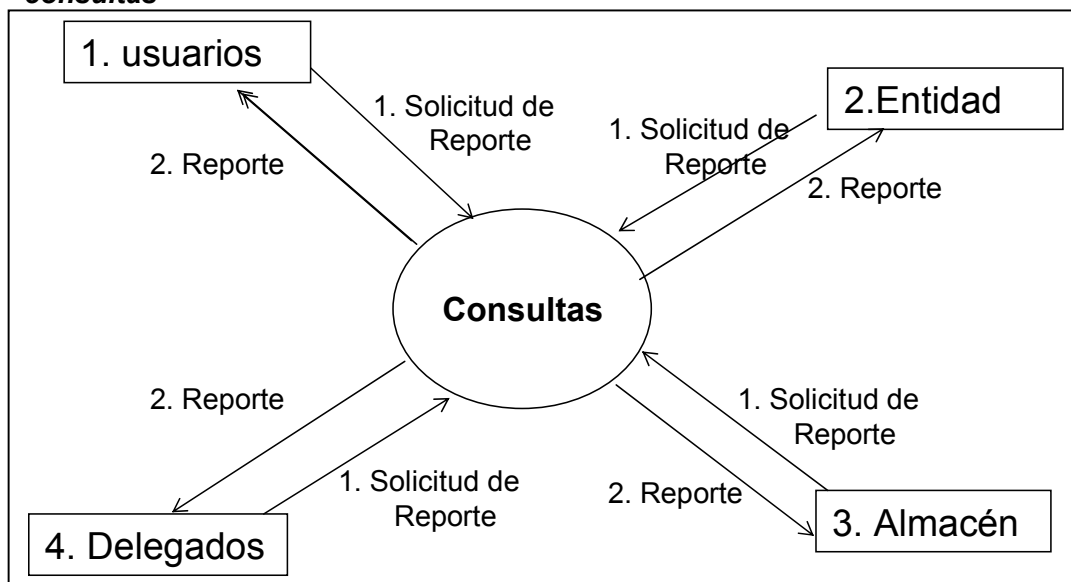 consultas
1. usuarios
2.Entidad
1. Solicitud de
Reporte
1. Solicitud de
Reporte
2. Reporte
2. Reporte
Consultas
2. Reporte
1. Solicitud de
Reporte
1. Solicitud de
Reporte
2. Reporte
3. Almacén
4. Delegados